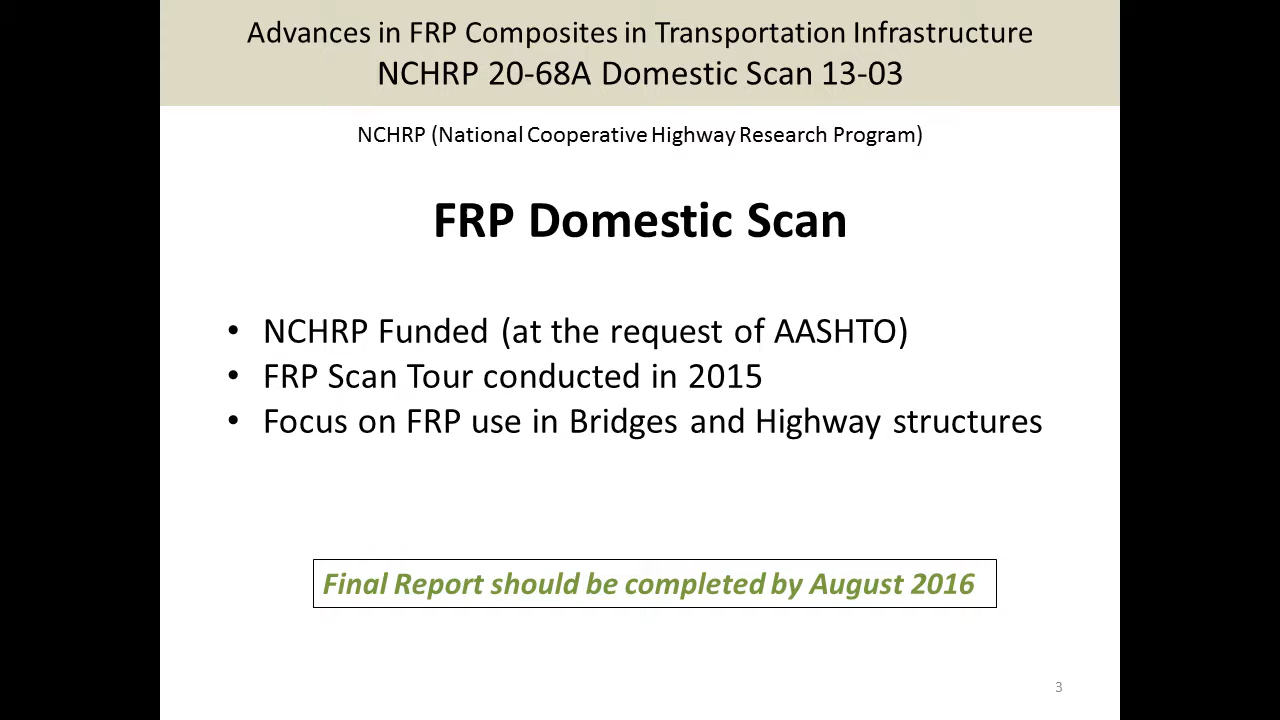 Advances in FRP Composites in Transportation Infrastructure
NCHRP 20-68A Domestic Scan 13-03
NCHRP (National Cooperative Highway Research Program)
FRP Domestic Scan
• NCHRP Funded (at the request of AASHTO)
• FRP Scan Tour conducted in 2015
• Focus on FRP use in Bridges and Highway structures
Final Report should be completed by August 2016
3